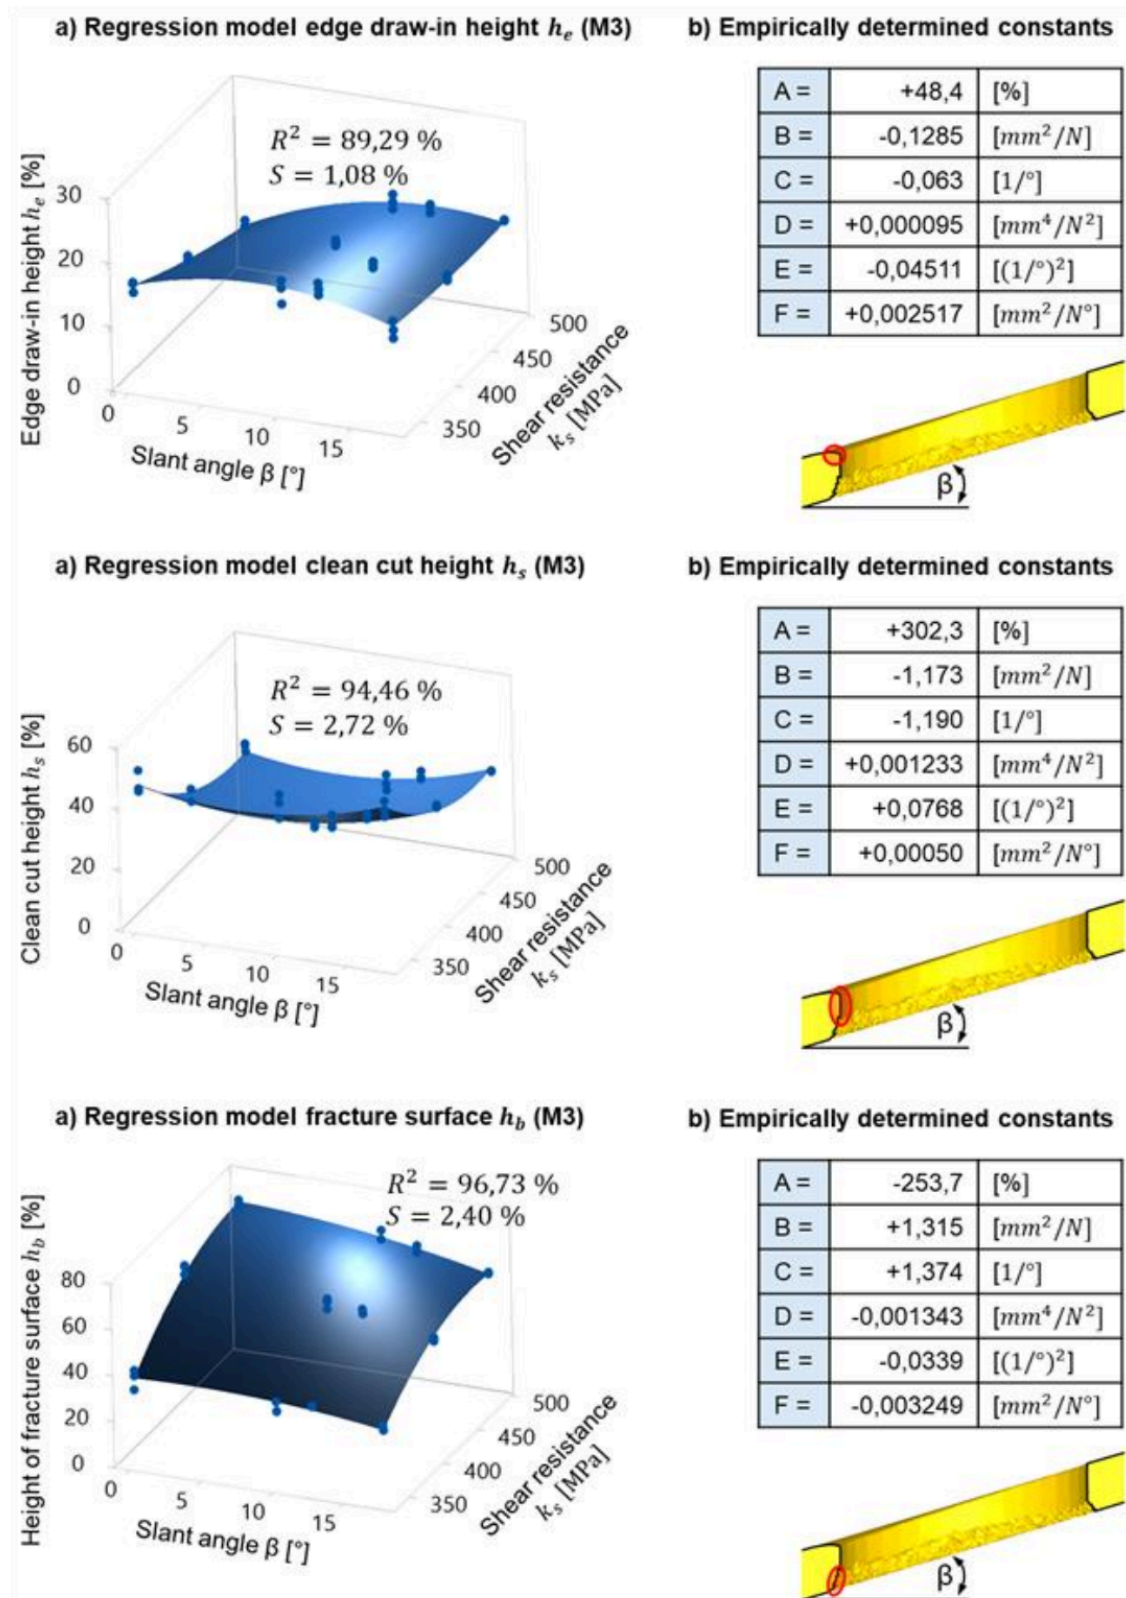 a) Regression model edge draw-in height hₑ (M3)
b) Empirically determined constants
R² = 89,29 %
S = 1,08 %
Edge draw-in height hₑ [%]
30
20
10
0
0
5
10
15
Slant angle β [°]
350
400
450
500
Shear resistance
kₛ [MPa]
A = +48,4 [%]
B = -0,1285 [mm²/N]
C = -0,063 [1/°]
D = +0,000095 [mm⁴/N²]
E = -0,04511 [(1/°)²]
F = +0,002517 [mm²/N°]
β
a) Regression model clean cut height hₛ (M3)
b) Empirically determined constants
R² = 94,46 %
S = 2,72 %
Clean cut height hₛ [%]
60
40
20
0
0
5
10
15
Slant angle β [°]
350
400
450
500
Shear resistance
kₛ [MPa]
A = +302,3 [%]
B = -1,173 [mm²/N]
C = -1,190 [1/°]
D = +0,001233 [mm⁴/N²]
E = +0,0768 [(1/°)²]
F = +0,00050 [mm²/N°]
β
a) Regression model fracture surface h_b (M3)
b) Empirically determined constants
R² = 96,73 %
S = 2,40 %
Height of fracture surface h_b [%]
80
60
40
20
0
0
5
10
15
Slant angle β [°]
350
400
450
500
Shear resistance
kₛ [MPa]
A = -253,7 [%]
B = +1,315 [mm²/N]
C = +1,374 [1/°]
D = -0,001343 [mm⁴/N²]
E = -0,0339 [(1/°)²]
F = -0,003249 [mm²/N°]
β